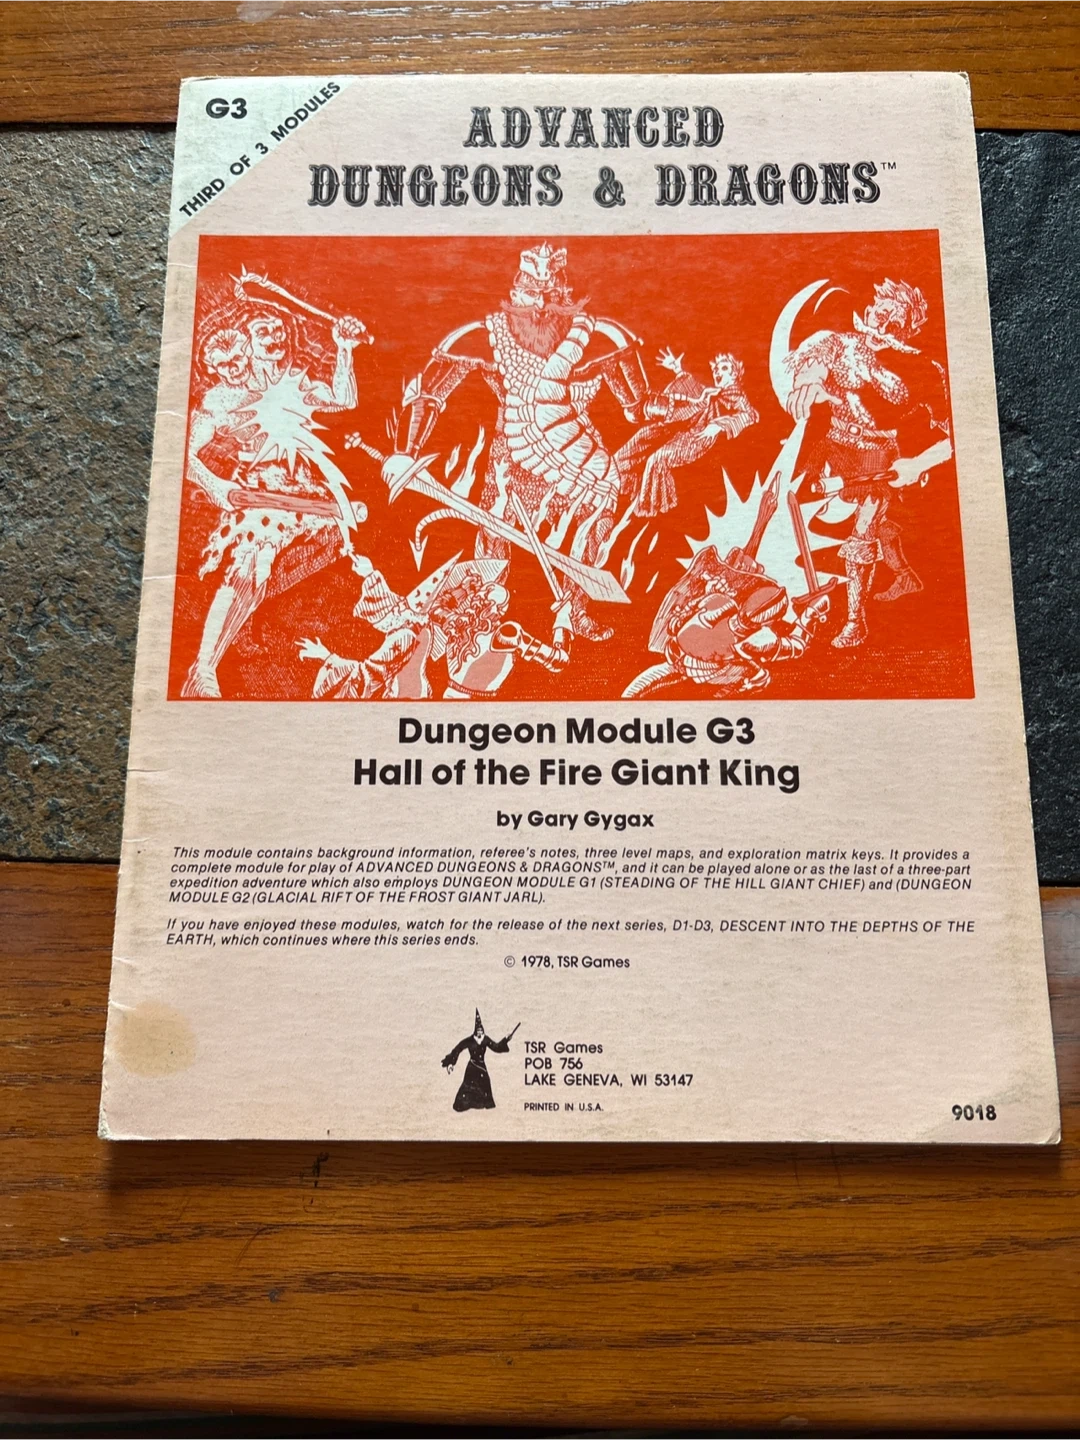 G3
THIRD OF 3 MODULES
ADVANCED
DUNGEONS & DRAGONS™
Dungeon Module G3
Hall of the Fire Giant King
by Gary Gygax
This module contains background information, referee's notes, three level maps, and exploration matrix keys. It provides a
complete module for play of ADVANCED DUNGEONS & DRAGONS™, and it can be played alone or as the last of a three-part
expedition adventure which also employs DUNGEON MODULE G1 (STEADING OF THE HILL GIANT CHIEF) and (DUNGEON
MODULE G2 (GLACIAL RIFT OF THE FROST GIANT JARL).
If you have enjoyed these modules, watch for the release of the next series, D1-D3, DESCENT INTO THE DEPTHS OF THE
EARTH, which continues where this series ends.
© 1978, TSR Games
TSR Games
POB 756
LAKE GENEVA, WI 53147
PRINTED IN U.S.A.
9018